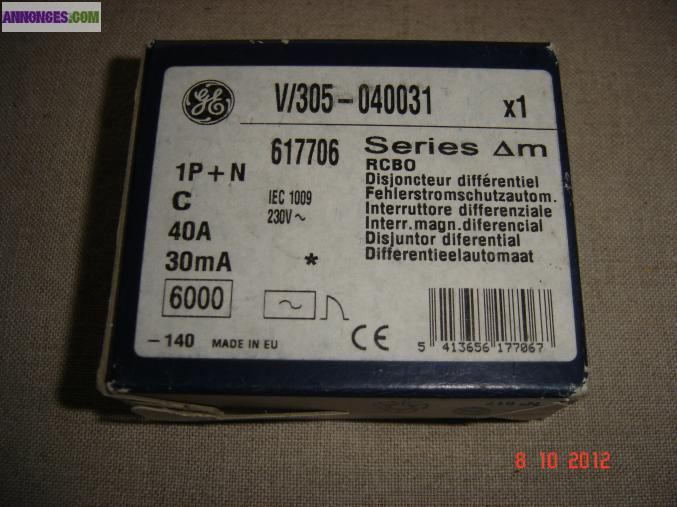 ANNONCES.COM
GE
V/305-040031
x1
617706
Series Δm
RCBO
1P+N
C
40A
30mA
6000
IEC 1009
230V ~
*
Disjoncteur différentiel
Fehlerstromschutzautom.
Interruttore differenziale
Interr.magn.diferencial
Disjuntor diferential
Differentieelautomaat
~
-140 MADE IN EU
CE
5 413656 177067
N° 617
8 10 2012